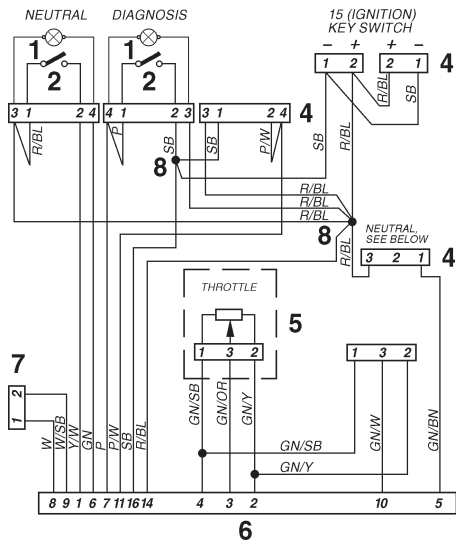 NEUTRAL DIAGNOSIS 15 (IGNITION)
KEY SWITCH
1 1 − + + −
2 2 1 2 2 1 4
3 1 2 4 4 1 2 3 3 1 2 4 4
R/BL P SB SB P/W SB R/BL R/BL SB
8
R/BL
R/BL
R/BL
8
NEUTRAL,
SEE BELOW
R/BL 3 2 1 4
THROTTLE
5
1 3 2 1 3 2
7
2
1
GN/SB GN/OR GN/Y
W W/SB Y/W GN P P/W SB R/BL
GN/SB GN/W GN/BN
GN/Y
8 9 1 6 7 11 16 14 4 3 2 10 5
6